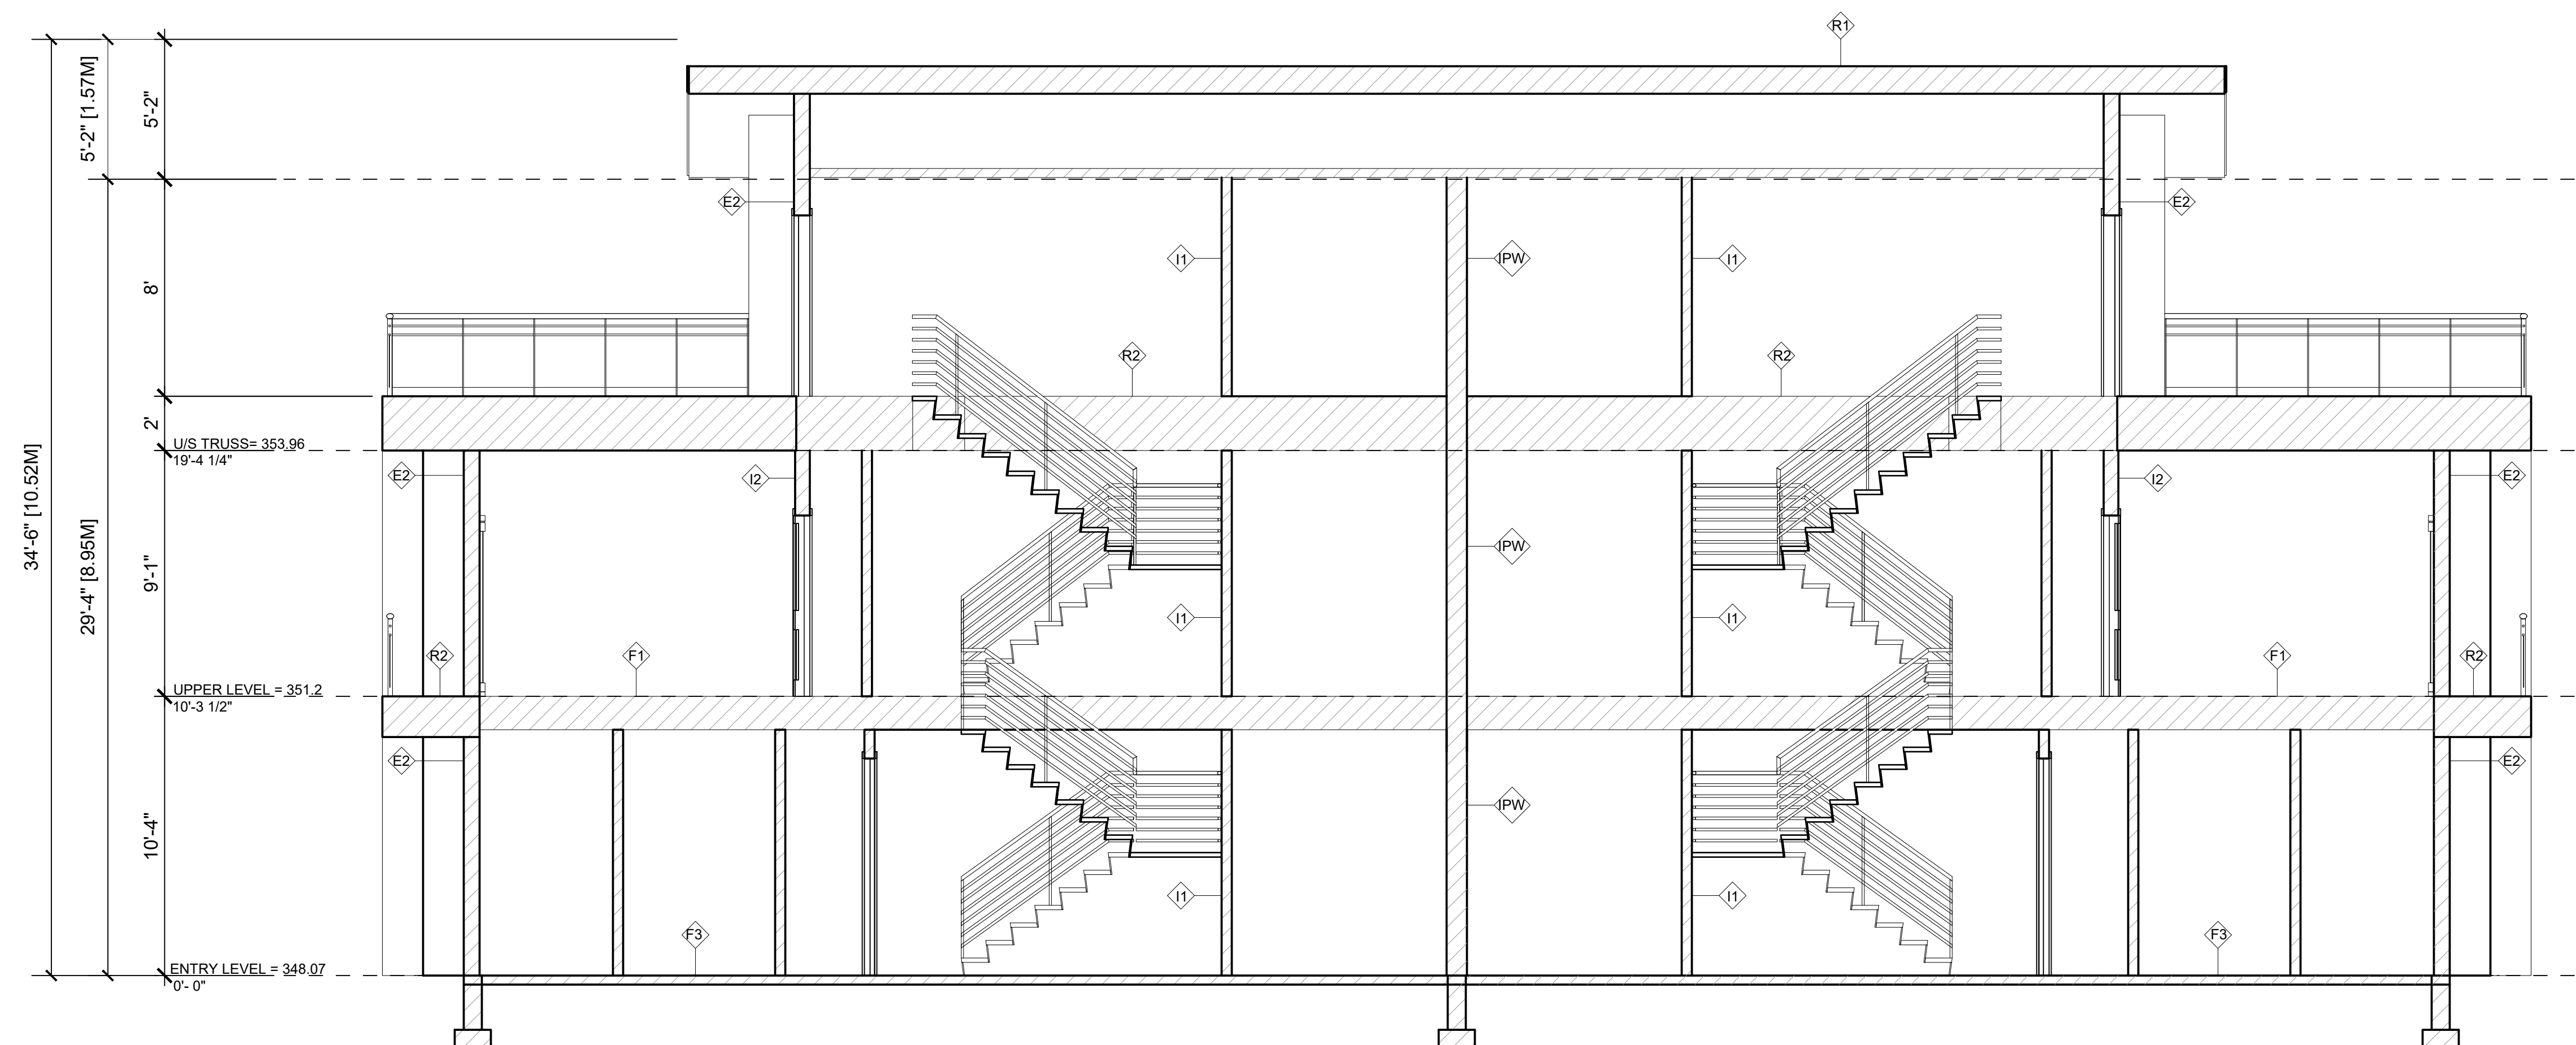 R1
5'-2" [1.57M]
5'-2"
E2
E2
I1
IPW
I1
8'
R2
R2
2'
U/S TRUSS= 353.96
19'-4 1/4"
34'-6" [10.52M]
E2
I2
I2
E2
IPW
9'-1"
29'-4" [8.95M]
I1
I1
R2
F1
F1
R2
UPPER LEVEL = 351.2
10'-3 1/2"
E2
E2
IPW
10'-4"
I1
I1
F3
F3
ENTRY LEVEL = 348.07
0'- 0"